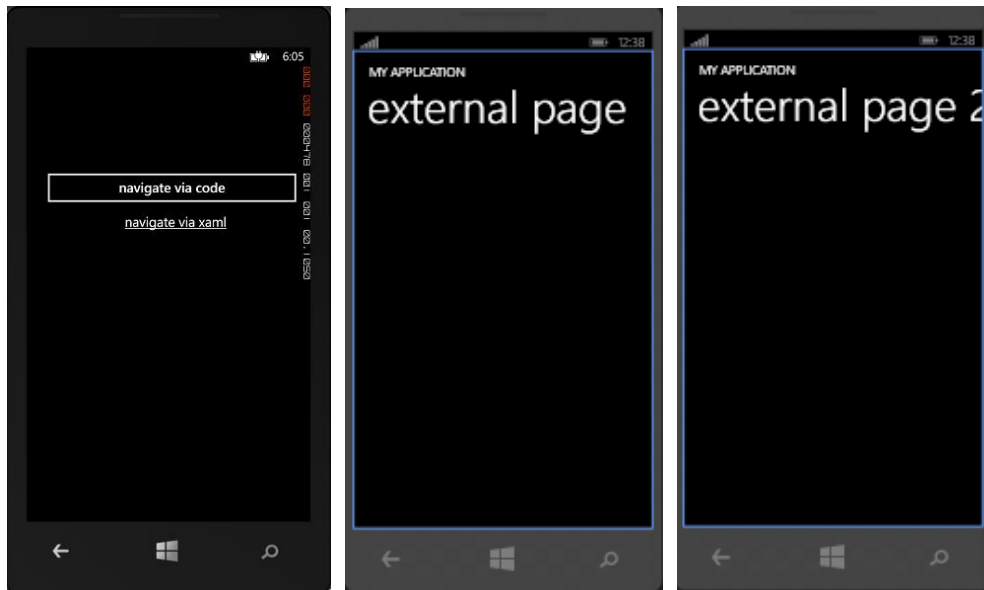 6:05
navigate via code
navigate via xaml
12:38
MY APPLICATION
external page
12:38
MY APPLICATION
external page 2